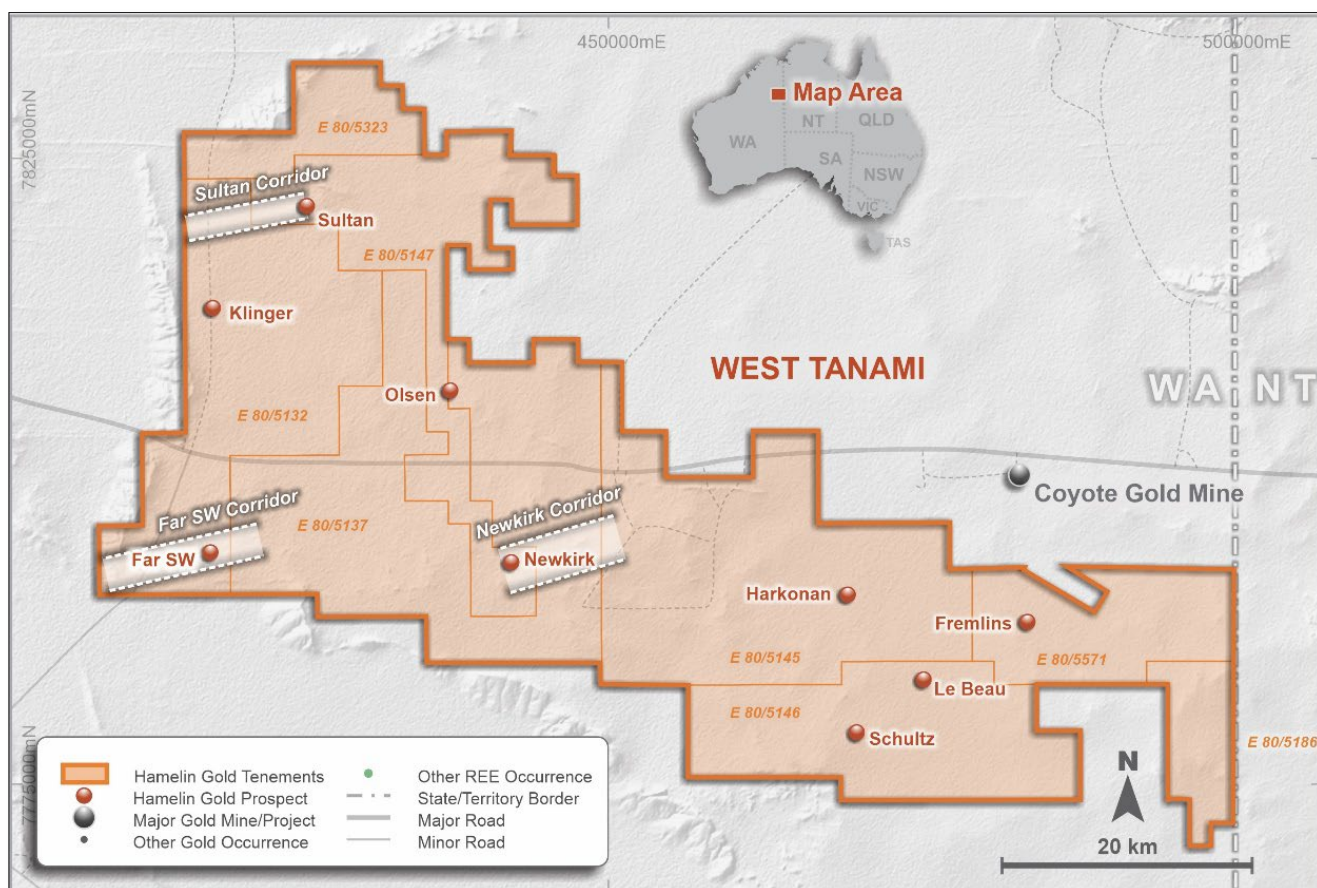 450000mE
500000mE
7825000mN
7775000mN
Map Area
WA
NT
QLD
SA
NSW
VIC
TAS
E 80/5323
Sultan Corridor
Sultan
E 80/5147
Klinger
WEST TANAMI
Olsen
WA NT
E 80/5132
Coyote Gold Mine
Far SW Corridor
Newkirk Corridor
E 80/5137
Far SW
Newkirk
Harkonan
Fremlins
E 80/5145
E 80/5571
Le Beau
E 80/5146
Schultz
E 80/5186
N
20 km
Hamelin Gold Tenements
Hamelin Gold Prospect
Major Gold Mine/Project
Other Gold Occurrence
Other REE Occurrence
State/Territory Border
Major Road
Minor Road